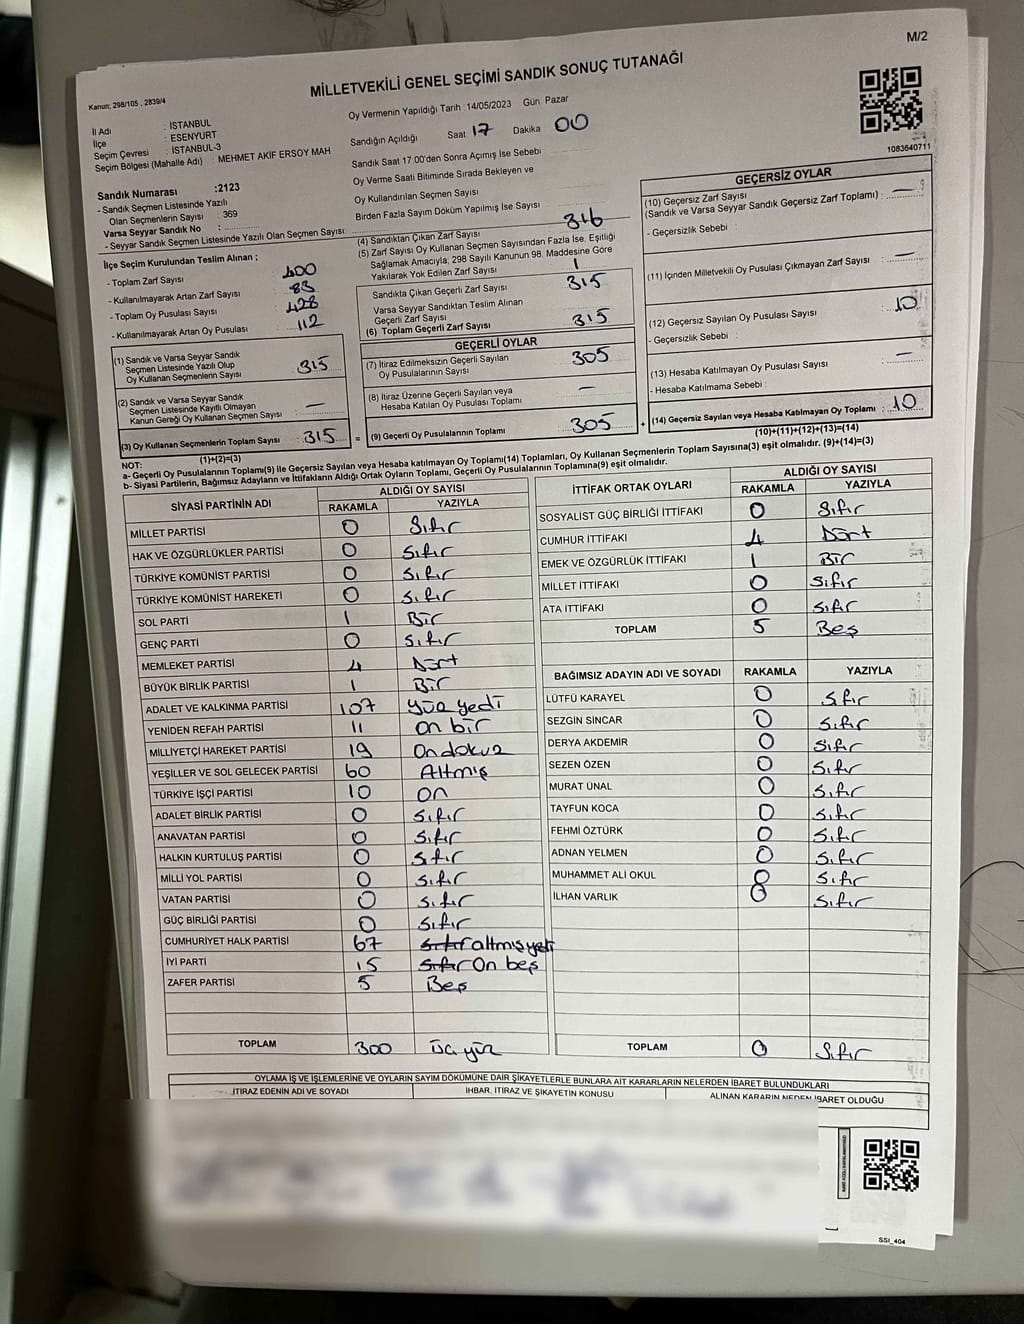 M/2
MİLLETVEKİLİ GENEL SEÇİMİ SANDIK SONUÇ TUTANAĞI
Kanun: 298/105, 2839/4
İl Adı : İSTANBUL
İlçe : ESENYURT
Seçim Çevresi : İSTANBUL-3
Seçim Bölgesi (Mahalle Adı) : MEHMET AKİF ERSOY MAH
Sandık Numarası :2123
- Sandık Seçmen Listesinde Yazılı
Olan Seçmenlerin Sayısı : 369
Varsa Seyyar Sandık No :
- Seyyar Sandık Seçmen Listesinde Yazılı Olan Seçmen Sayısı:
Oy Vermenin Yapıldığı Tarih :14/05/2023 Gün: Pazar
Sandığın Açıldığı Saat 17 Dakika 00
Sandık Saat 17.00'den Sonra Açımış İse Sebebi
Oy Verme Saati Bitiminde Sırada Bekleyen ve
Oy Kullandırılan Seçmen Sayısı
Birden Fazla Sayım Döküm Yapılmış İse Sayısı
1083640711
İlçe Seçim Kurulundan Teslim Alınan ;
- Toplam Zarf Sayısı : 400
- Kullanılmayarak Artan Zarf Sayısı : 83
- Toplam Oy Pusulası Sayısı : 428
- Kullanılmayarak Artan Oy Pusulası : 112
(1) Sandık ve Varsa Seyyar Sandık
Seçmen Listesinde Yazılı Olup
Oy Kullanan Seçmenlerin Sayısı : 315
(2) Sandık ve Varsa Seyyar Sandık
Seçmen Listesinde Kayıtlı Olmayan
Kanun Gereği Oy Kullanan Seçmen Sayısı : —
(3) Oy Kullanan Seçmenlerin Toplam Sayısı : 315
(1)+(2)=(3)
(4) Sandıktan Çıkan Zarf Sayısı 316
(5) Zarf Sayısı Oy Kullanan Seçmen Sayısından Fazla İse, Eşitliği
Sağlamak Amacıyla, 298 Sayılı Kanunun 98. Maddesine Göre
Yakılarak Yok Edilen Zarf Sayısı 1
Sandıkta Çıkan Geçerli Zarf Sayısı 315
Varsa Seyyar Sandıktan Teslim Alınan
Geçerli Zarf Sayısı
(6) Toplam Geçerli Zarf Sayısı 315
GEÇERLİ OYLAR
(7) İtiraz Edilmeksizin Geçerli Sayılan
Oy Pusulalarının Sayısı 305
(8) İtiraz Üzerine Geçerli Sayılan veya
Hesaba Katılan Oy Pusulası Toplamı —
= (9) Geçerli Oy Pusulalarının Toplamı 305 +
GEÇERSİZ OYLAR
(10) Geçersiz Zarf Sayısı
(Sandık ve Varsa Seyyar Sandık Geçersiz Zarf Toplamı) : —
- Geçersizlik Sebebi :
(11) İçinden Milletvekili Oy Pusulası Çıkmayan Zarf Sayısı : —
(12) Geçersiz Sayılan Oy Pusulası Sayısı : 10
- Geçersizlik Sebebi :
(13) Hesaba Katılmayan Oy Pusulası Sayısı : —
- Hesaba Katılmama Sebebi :
(14) Geçersiz Sayılan veya Hesaba Katılmayan Oy Toplamı : 10
(10)+(11)+(12)+(13)=(14)
NOT:
a- Geçerli Oy Pusulalarının Toplamı(9) ile Geçersiz Sayılan veya Hesaba katılmayan Oy Toplamı(14) Toplamları, Oy Kullanan Seçmenlerin Toplam Sayısına(3) eşit olmalıdır. (9)+(14)=(3)
b- Siyasi Partilerin, Bağımsız Adayların ve İttifakların Aldığı Ortak Oyların Toplamı, Geçerli Oy Pusulalarının Toplamına(9) eşit olmalıdır.
SİYASİ PARTİNİN ADI ALDIĞI OY SAYISI
RAKAMLA YAZIYLA
MİLLET PARTİSİ 0 Sıfır
HAK VE ÖZGÜRLÜKLER PARTİSİ 0 sıfır
TÜRKİYE KOMÜNİST PARTİSİ 0 sıfır
TÜRKİYE KOMÜNİST HAREKETİ 0 sıfır
SOL PARTİ 1 Bir
GENÇ PARTİ 0 sıfır
MEMLEKET PARTİSİ 4 Dört
BÜYÜK BİRLİK PARTİSİ 1 Bir
ADALET VE KALKINMA PARTİSİ 107 yüz yedi
YENİDEN REFAH PARTİSİ 11 on bir
MİLLİYETÇİ HAREKET PARTİSİ 19 On dokuz
YEŞİLLER VE SOL GELECEK PARTİSİ 60 Altmış
TÜRKİYE İŞÇİ PARTİSİ 10 on
ADALET BİRLİK PARTİSİ 0 sıfır
ANAVATAN PARTİSİ 0 sıfır
HALKIN KURTULUŞ PARTİSİ 0 sıfır
MİLLİ YOL PARTİSİ 0 sıfır
VATAN PARTİSİ 0 sıfır
GÜÇ BİRLİĞİ PARTİSİ 0 sıfır
CUMHURİYET HALK PARTİSİ 67 sıfır altmış yedi
İYİ PARTİ 15 sıfır On beş
ZAFER PARTİSİ 5 Beş
TOPLAM 300 üç yüz
İTTİFAK ORTAK OYLARI ALDIĞI OY SAYISI
RAKAMLA YAZIYLA
SOSYALİST GÜÇ BİRLİĞİ İTTİFAKI 0 Sıfır
CUMHUR İTTİFAKI 4 Dört
EMEK VE ÖZGÜRLÜK İTTİFAKI 1 Bir
MİLLET İTTİFAKI 0 sıfır
ATA İTTİFAKI 0 sıfır
TOPLAM 5 Beş
BAĞIMSIZ ADAYIN ADI VE SOYADI RAKAMLA YAZIYLA
LÜTFÜ KARAYEL 0 sıfır
SEZGİN SİNCAR 0 sıfır
DERYA AKDEMİR 0 sıfır
SEZEN ÖZEN 0 sıfır
MURAT ÜNAL 0 sıfır
TAYFUN KOCA 0 sıfır
FEHMİ ÖZTÜRK 0 sıfır
ADNAN YELMEN 0 sıfır
MUHAMMET ALİ OKUL 0 sıfır
İLHAN VARLIK 0 sıfır
TOPLAM 0 Sıfır
OYLAMA İŞ VE İŞLEMLERİNE VE OYLARIN SAYIM DÖKÜMÜNE DAİR ŞİKAYETLERLE BUNLARA AİT KARARLARIN NELERDEN İBARET BULUNDUKLARI
İTİRAZ EDENİN ADI VE SOYADI İHBAR, İTİRAZ VE ŞİKAYETİN KONUSU ALINAN KARARIN NEDEN İBARET OLDUĞU
SSI_404